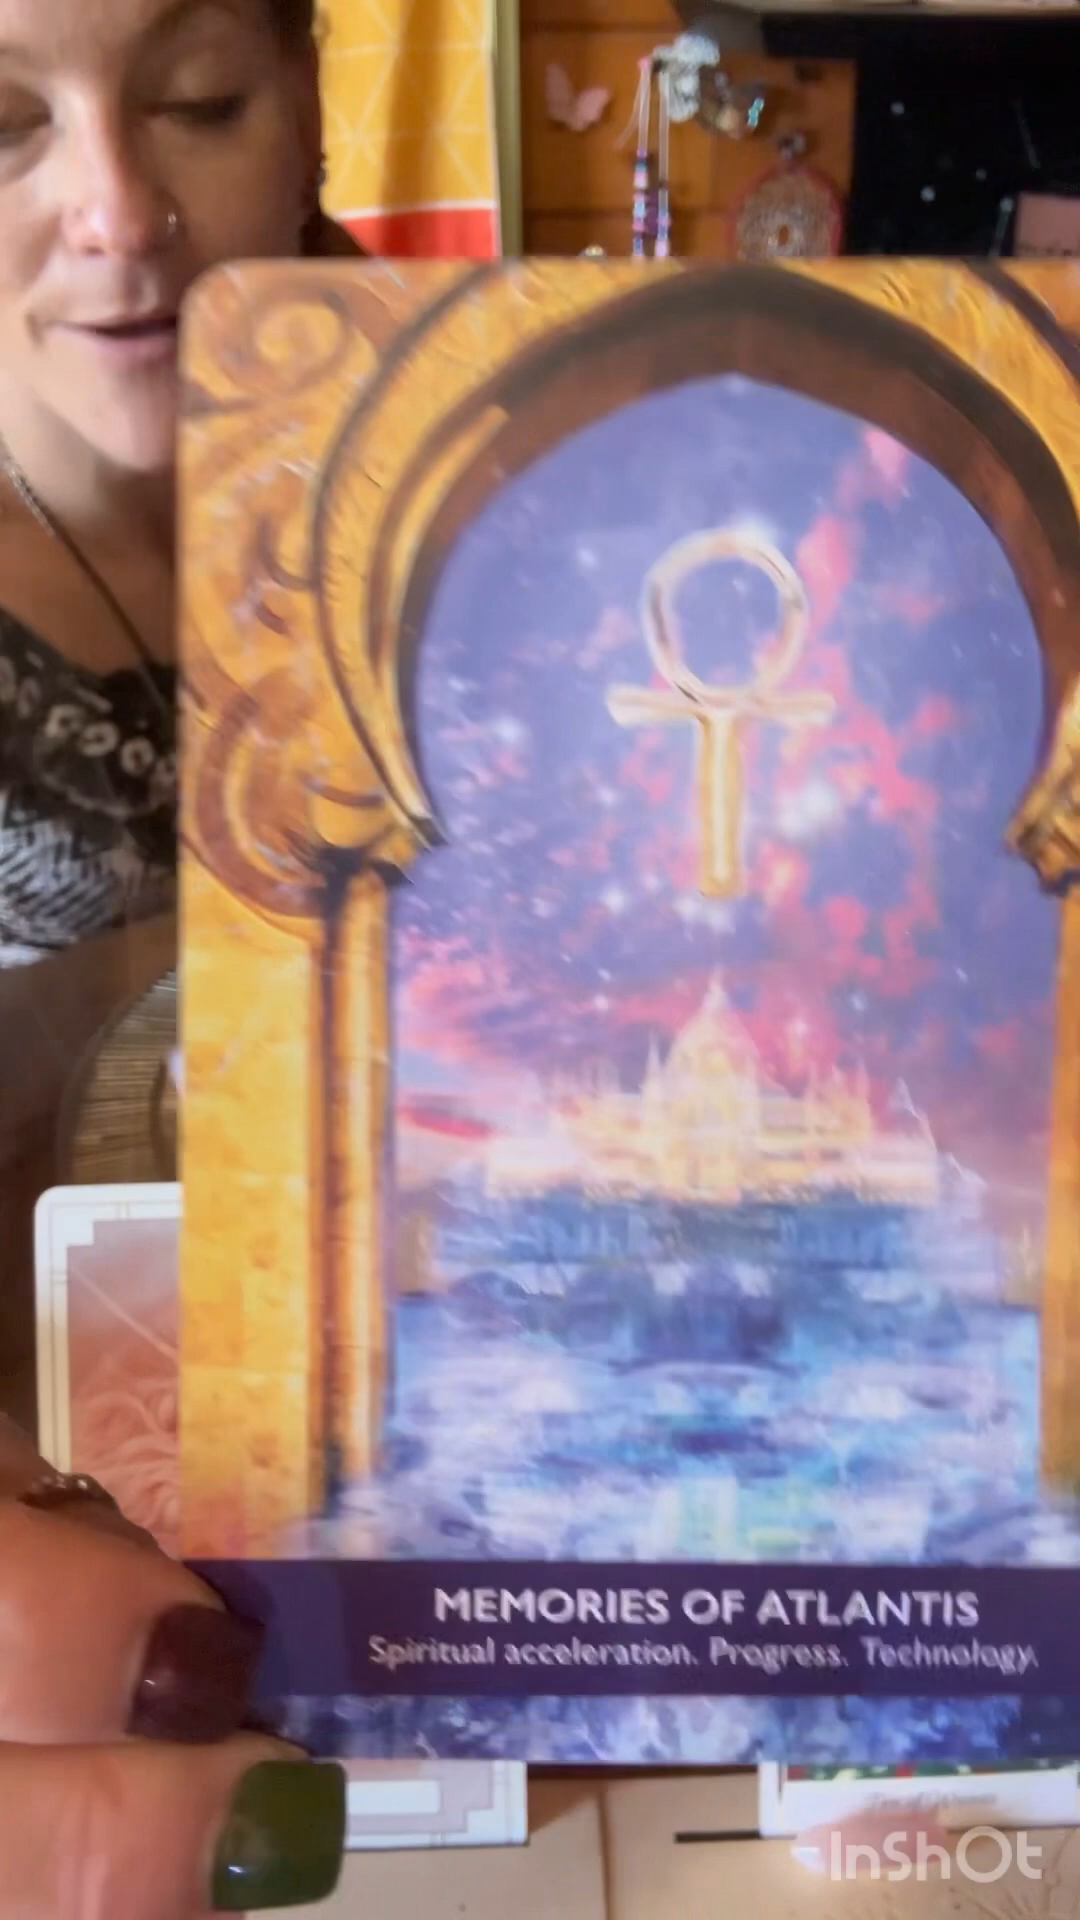 MEMORIES OF ATLANTIS
Spiritual acceleration. Progress. Technology.
InShOt